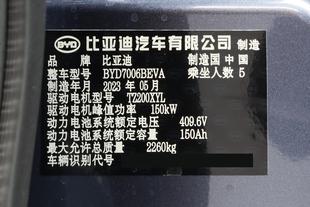 BYD 比亚迪汽车有限公司 制造
品 牌 比亚迪 制造国 中国
整车型号 BYD7006BEVA 乘坐人数 5
制造年月 2023 年 05 月
驱动电机型号 TZ200XYL
驱动电机峰值功率 150kW
动力电池系统额定电压 409.6V
动力电池系统额定容量 150Ah
最大允许总质量 2260kg
车辆识别代号